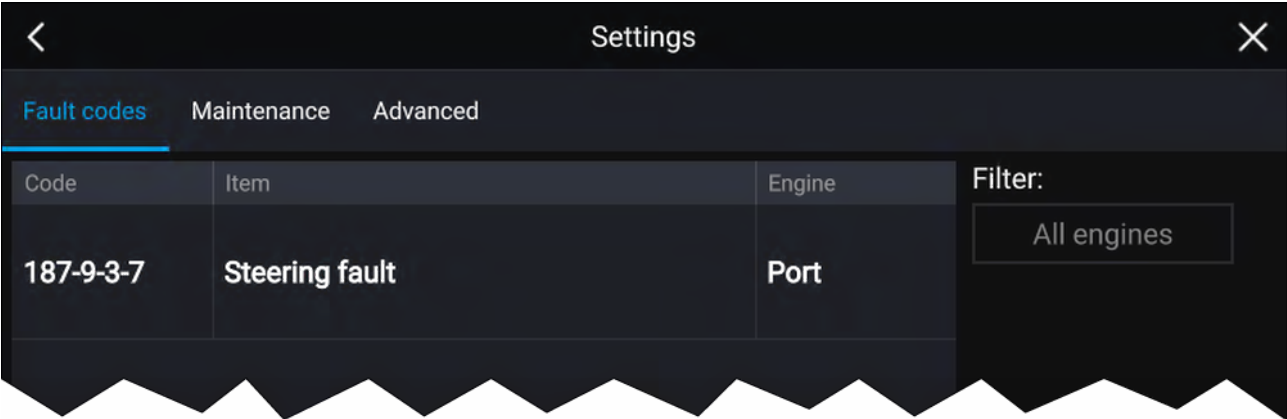 Settings
Fault codes Maintenance Advanced
Code Item Engine Filter:
All engines
187-9-3-7 Steering fault Port